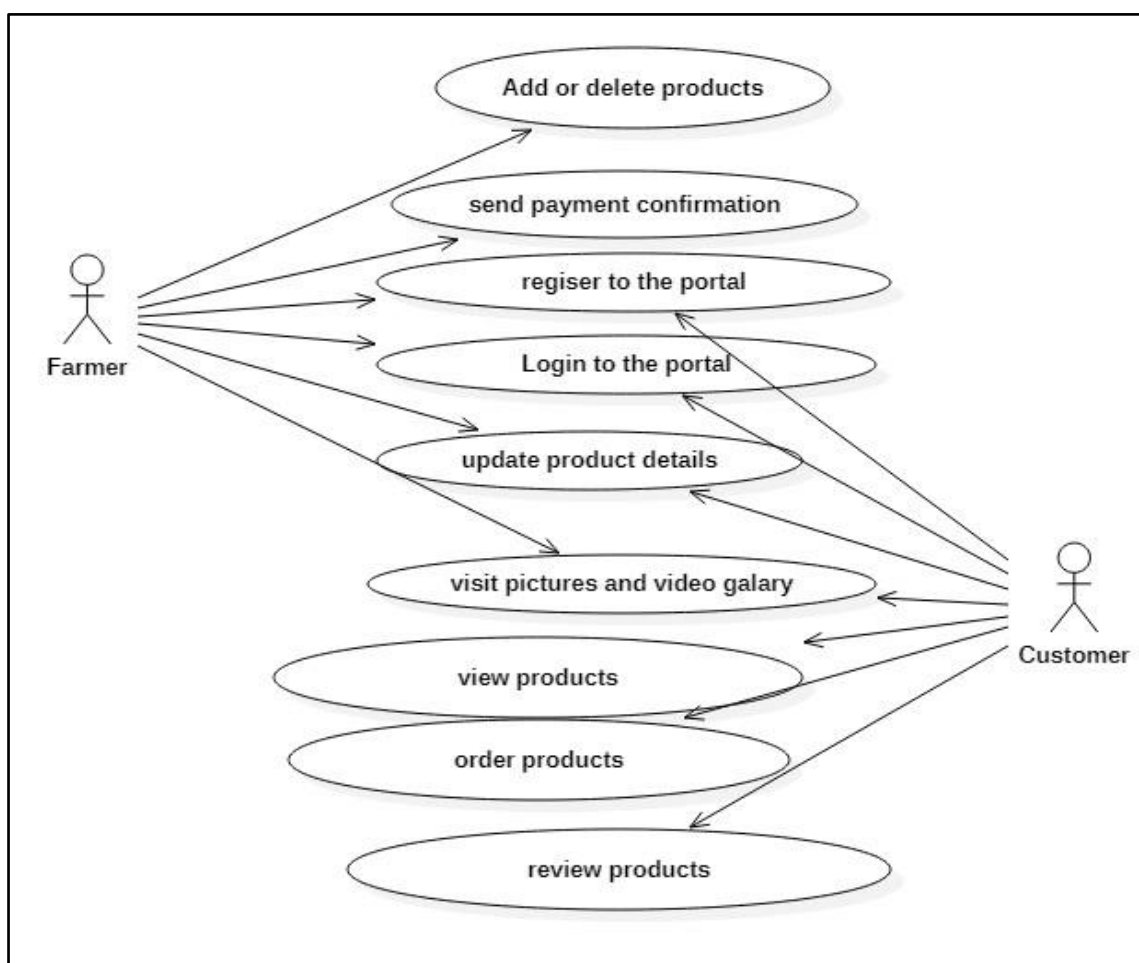 Add or delete products
send payment confirmation
regiser to the portal
Farmer
Login to the portal
update product details
visit pictures and video galary
Customer
view products
order products
review products